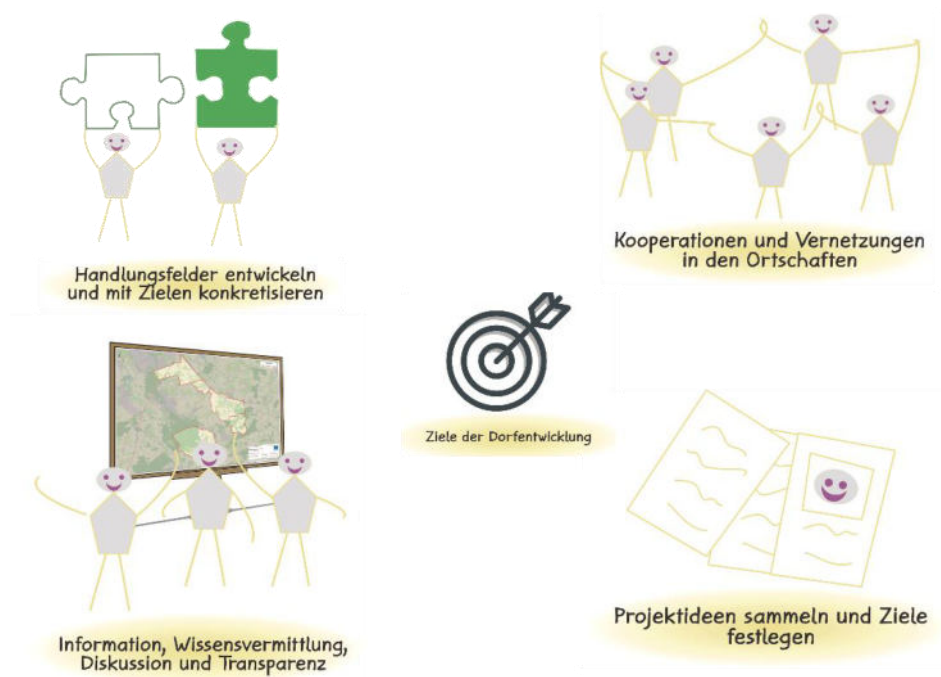 Handlungsfelder entwickeln
und mit Zielen konkretisieren
Kooperationen und Vernetzungen
in den Ortschaften
Ziele der Dorfentwicklung
Information, Wissensvermittlung,
Diskussion und Transparenz
Projektideen sammeln und Ziele
festlegen